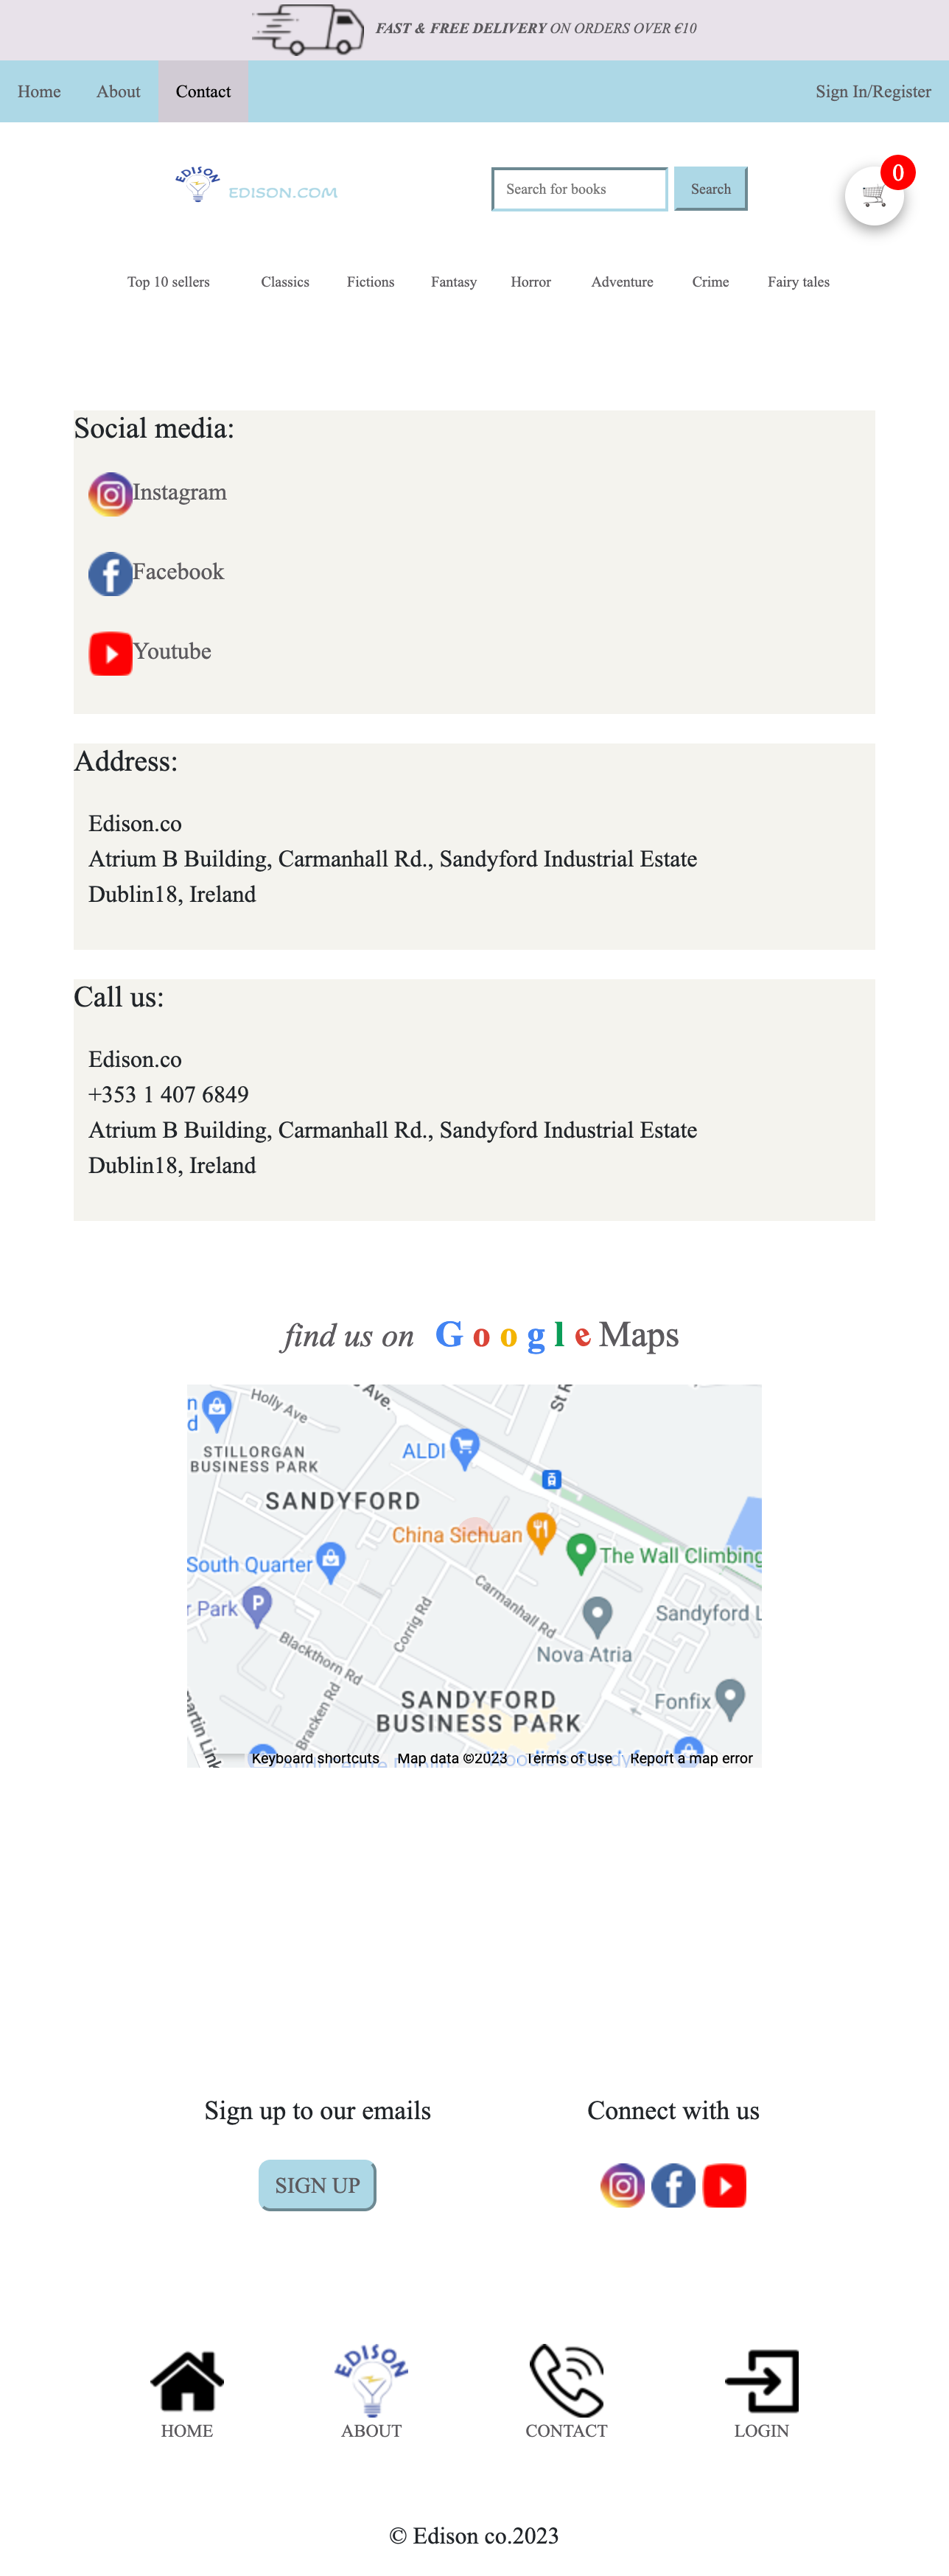 FAST & FREE DELIVERY ON ORDERS OVER €10
Home About Contact Sign In/Register
EDISON EDISON.COM Search for books Search 0
Top 10 sellers Classics Fictions Fantasy Horror Adventure Crime Fairy tales
Social media:
Instagram
Facebook
Youtube
Address:
Edison.co
Atrium B Building, Carmanhall Rd., Sandyford Industrial Estate
Dublin18, Ireland
Call us:
Edison.co
+353 1 407 6849
Atrium B Building, Carmanhall Rd., Sandyford Industrial Estate
Dublin18, Ireland
find us on G o o g l e Maps
Holly Ave
Ave.
St R
n
d
STILLORGAN
BUSINESS PARK
ALDI
SANDYFORD
China Sichuan
South Quarter
The Wall Climbing
r Park
P
Carmanhall Rd
Corrig Rd
Sandyford L
Blackthorn Rd
Nova Atria
Bracken Rd
SANDYFORD
BUSINESS PARK
Fonfix
artin Link
Keyboard shortcuts Map data ©2023 Terms of Use Report a map error
Sign up to our emails Connect with us
SIGN UP
EDISON
HOME ABOUT CONTACT LOGIN
© Edison co.2023